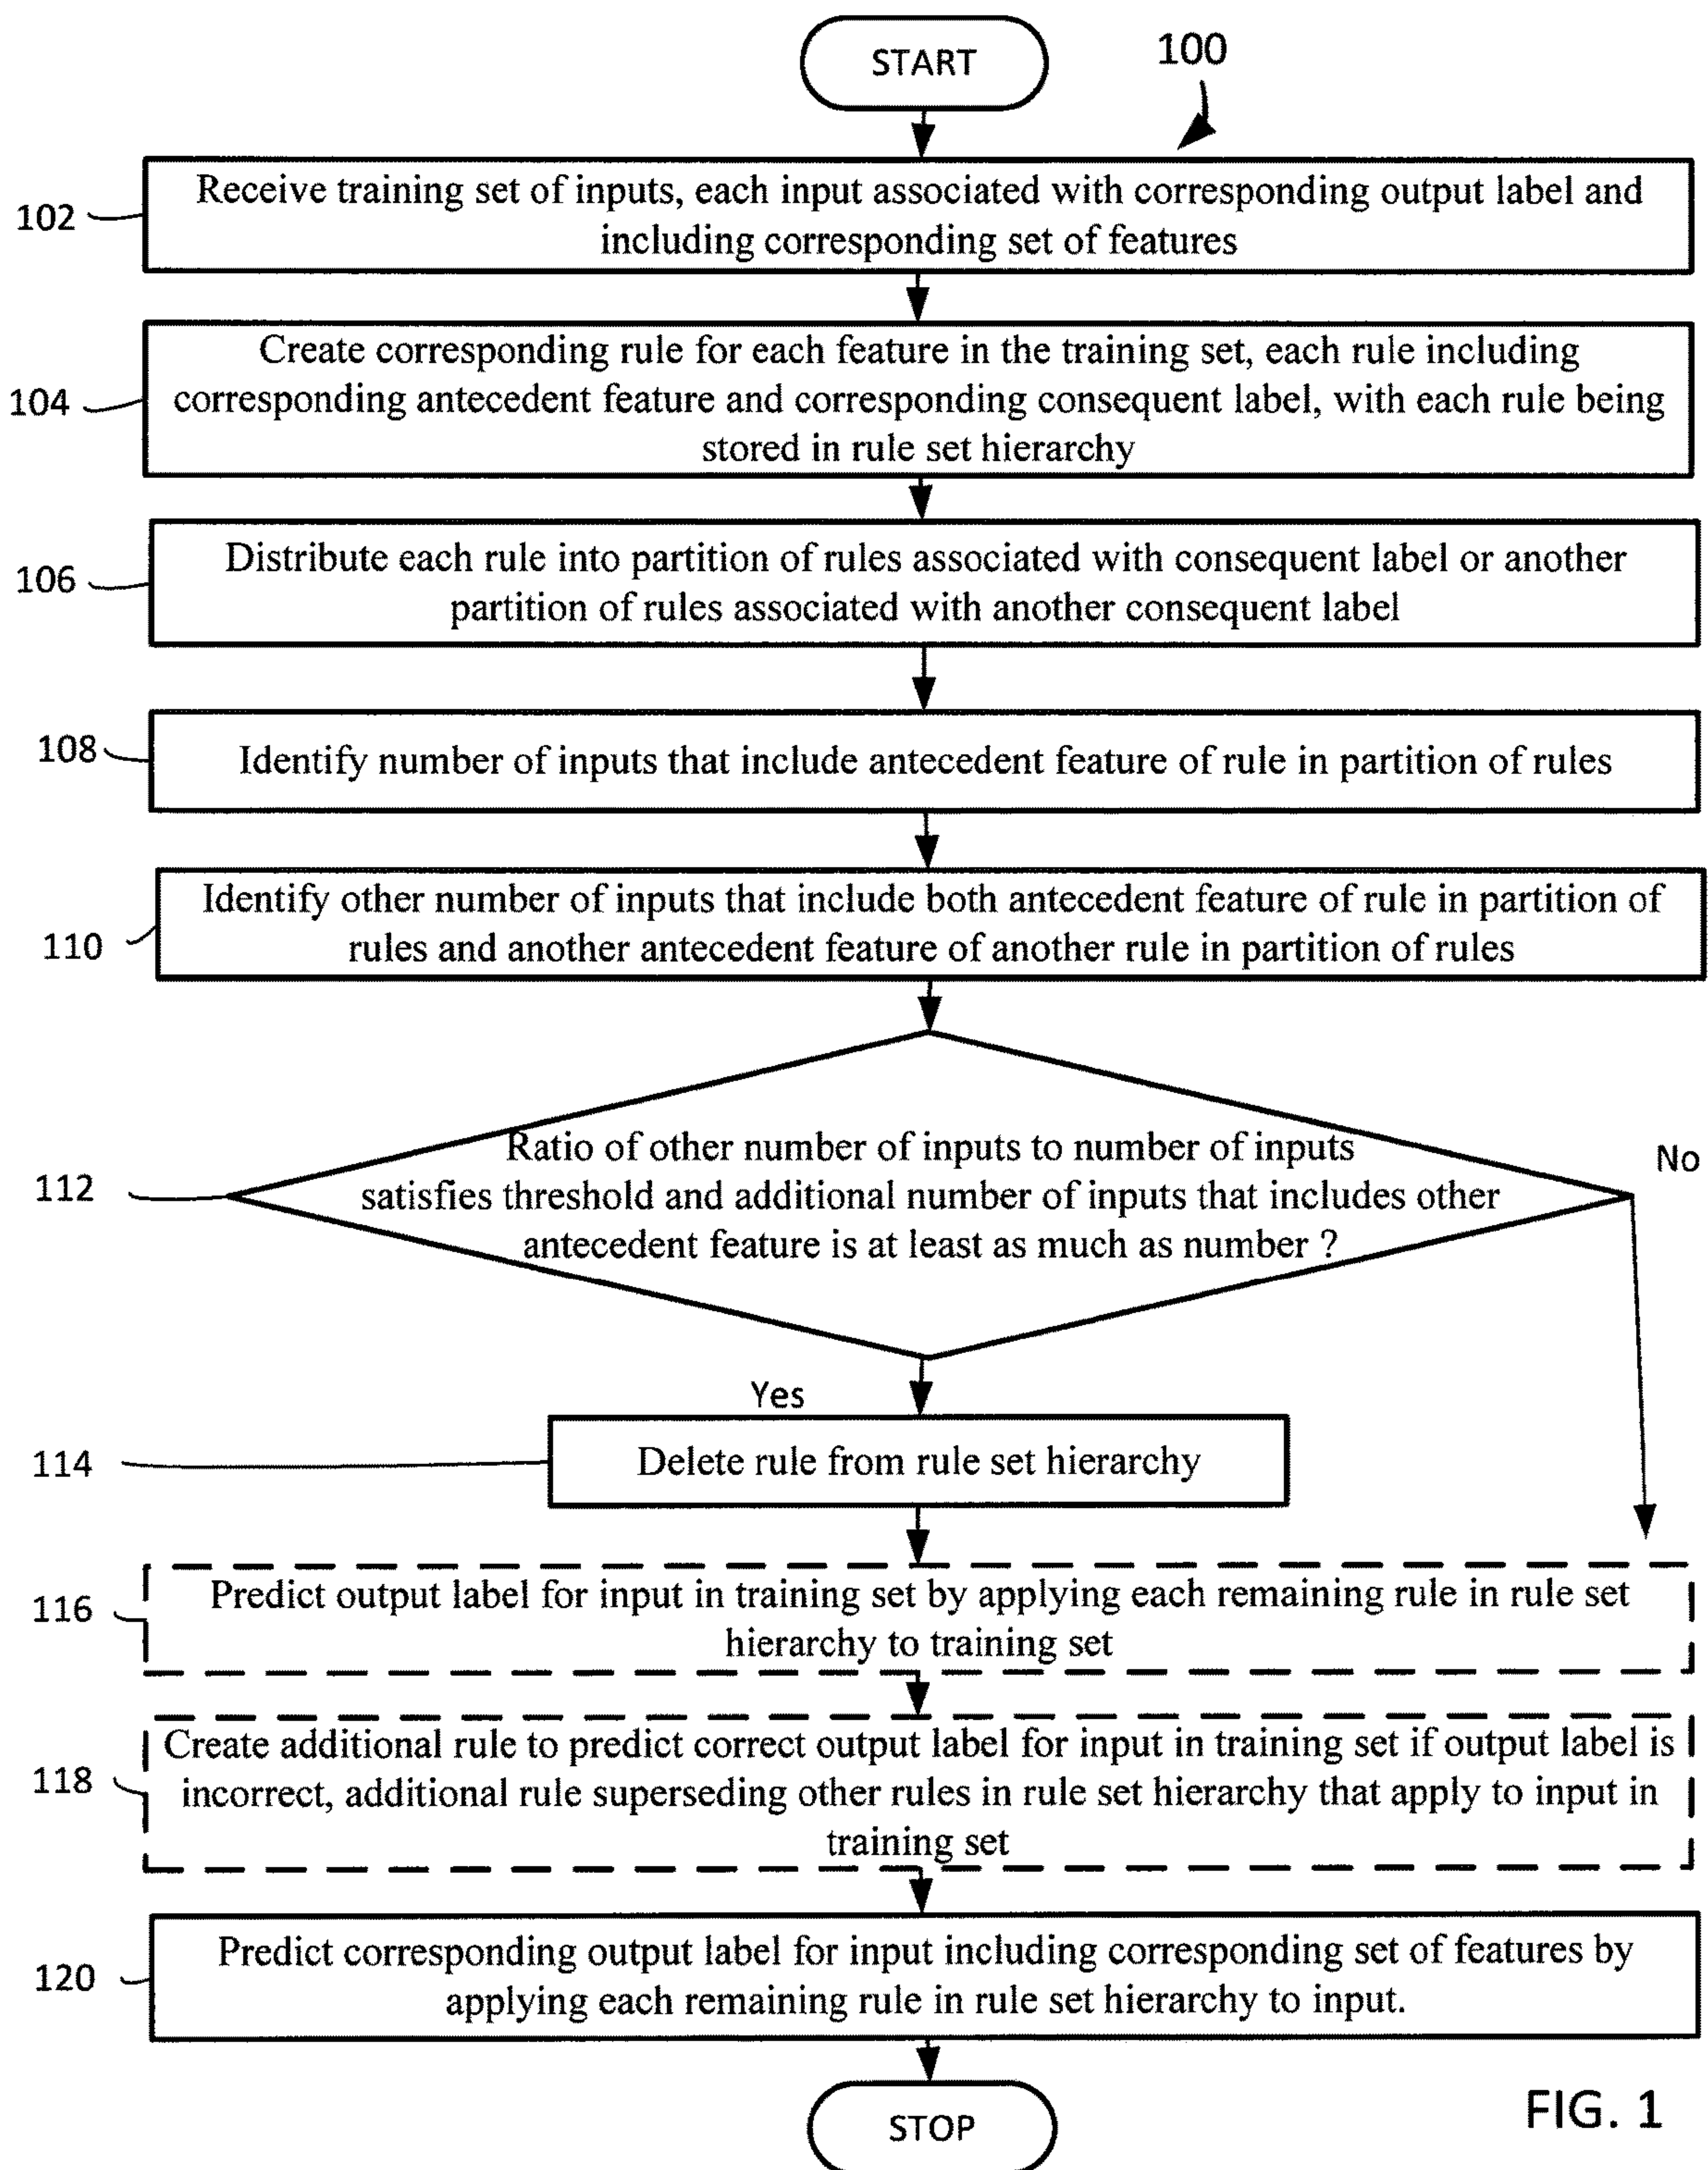 START
100
102
Receive training set of inputs, each input associated with corresponding output label and
including corresponding set of features
104
Create corresponding rule for each feature in the training set, each rule including
corresponding antecedent feature and corresponding consequent label, with each rule being
stored in rule set hierarchy
106
Distribute each rule into partition of rules associated with consequent label or another
partition of rules associated with another consequent label
108
Identify number of inputs that include antecedent feature of rule in partition of rules
110
Identify other number of inputs that include both antecedent feature of rule in partition of
rules and another antecedent feature of another rule in partition of rules
112
Ratio of other number of inputs to number of inputs
satisfies threshold and additional number of inputs that includes other
antecedent feature is at least as much as number ?
No
Yes
114
Delete rule from rule set hierarchy
116
Predict output label for input in training set by applying each remaining rule in rule set
hierarchy to training set
118
Create additional rule to predict correct output label for input in training set if output label is
incorrect, additional rule superseding other rules in rule set hierarchy that apply to input in
training set
120
Predict corresponding output label for input including corresponding set of features by
applying each remaining rule in rule set hierarchy to input.
STOP
FIG. 1